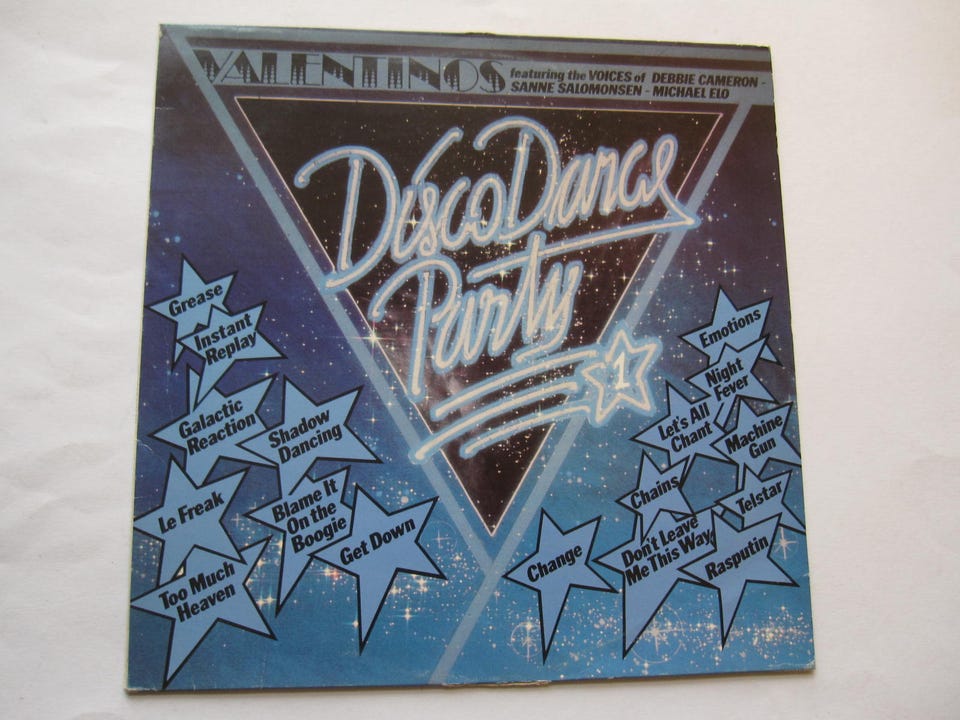 VALENTINOS
featuring the VOICES of DEBBIE CAMERON -
SANNE SALOMONSEN - MICHAEL ELO
Disco Dance
Party
1
Grease
Instant
Replay
Galactic
Reaction
Shadow
Dancing
Le Freak
Blame It
On the
Boogie
Get Down
Too Much
Heaven
Emotions
Night
Fever
Let's All
Chant
Machine
Gun
Chains
Telstar
Change
Don't Leave
Me This Way
Rasputin